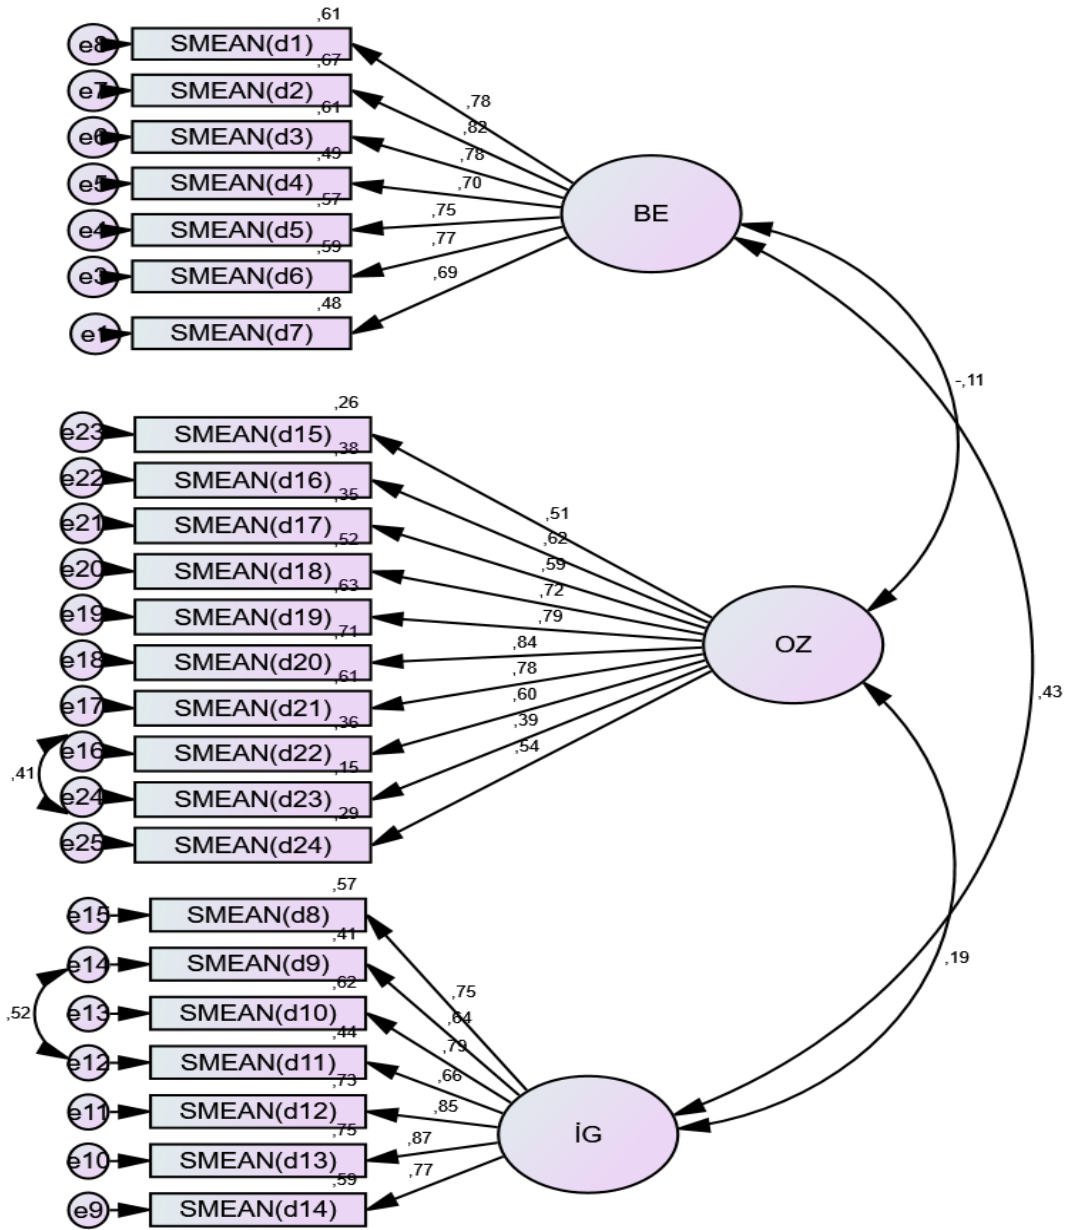 ,61
e8 SMEAN(d1)
,67
e7 SMEAN(d2)
,61
e6 SMEAN(d3)
,49
e5 SMEAN(d4)
,57
e4 SMEAN(d5)
,59
e3 SMEAN(d6)
,48
e1 SMEAN(d7)
,78
,82
,78
,70
,75
,77
,69
BE
-,11
,43
,26
e23 SMEAN(d15)
,38
e22 SMEAN(d16)
,35
e21 SMEAN(d17)
,52
e20 SMEAN(d18)
,63
e19 SMEAN(d19)
,71
e18 SMEAN(d20)
,61
e17 SMEAN(d21)
,36
e16 SMEAN(d22)
,15
e24 SMEAN(d23)
,29
e25 SMEAN(d24)
,41
,51
,62
,59
,72
,79
,84
,78
,60
,39
,54
OZ
,19
,57
e15 SMEAN(d8)
,41
e14 SMEAN(d9)
,62
e13 SMEAN(d10)
,44
e12 SMEAN(d11)
,73
e11 SMEAN(d12)
,75
e10 SMEAN(d13)
,59
e9 SMEAN(d14)
,52
,75
,64
,79
,66
,85
,87
,77
İG